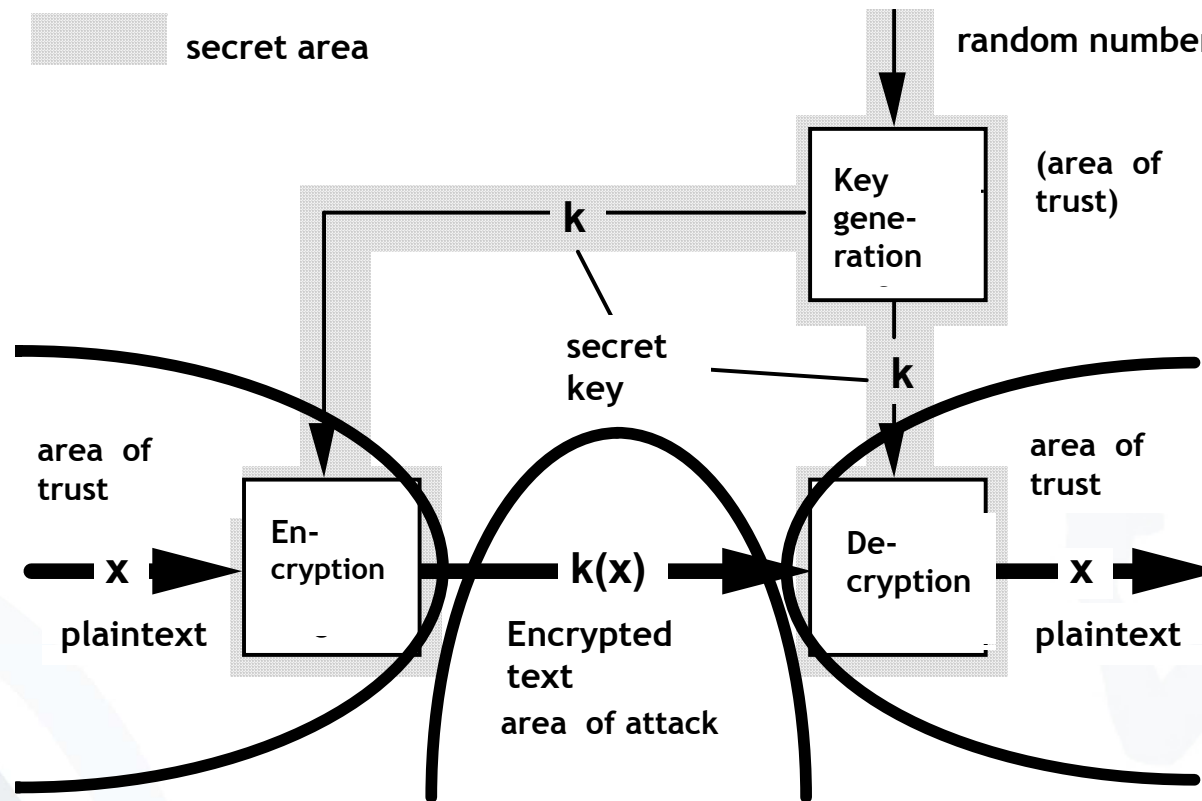 secret area
random number
Key
gene-
ration
(area of
trust)
k
secret
key
k
area of
trust
area of
trust
En-
cryption
De-
cryption
x
k(x)
x
plaintext
Encrypted
text
plaintext
area of attack